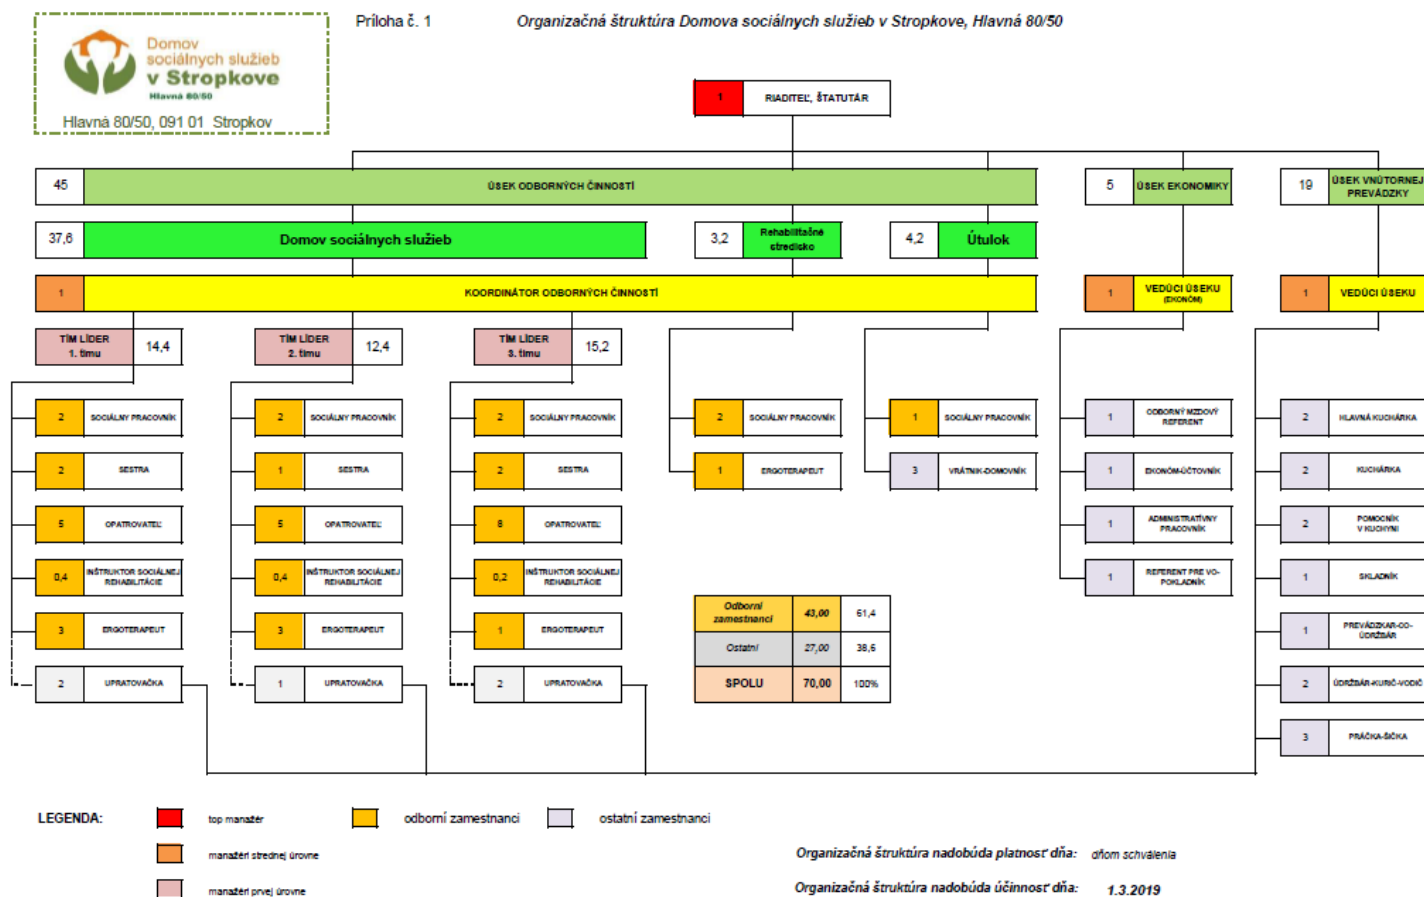 Príloha č. 1
Organizačná štruktúra Domova sociálnych služieb v Stropkove, Hlavná 80/50
Domov
sociálnych služieb
v Stropkove
Hlavná 80/50
Hlavná 80/50, 091 01 Stropkov
1 RIADITEĽ, ŠTATUTÁR
45 ÚSEK ODBORNÝCH ČINNOSTÍ
5 ÚSEK EKONOMIKY
19 ÚSEK VNÚTORNEJ
PREVÁDZKY
37,6 Domov sociálnych služieb
3,2 Rehabilitačné
stredisko
4,2 Útulok
1 KOORDINÁTOR ODBORNÝCH ČINNOSTÍ
1 VEDÚCI ÚSEKU
(EKONÓM)
1 VEDÚCI ÚSEKU
TÍM LÍDER
1. tímu
14,4
TÍM LÍDER
2. tímu
12,4
TÍM LÍDER
3. tímu
15,2
2 SOCIÁLNY PRACOVNÍK
2 SESTRA
5 OPATROVATEĽ
0,4 INŠTRUKTOR SOCIÁLNEJ
REHABILITÁCIE
3 ERGOTERAPEUT
2 UPRATOVAČKA
2 SOCIÁLNY PRACOVNÍK
1 SESTRA
5 OPATROVATEĽ
0,4 INŠTRUKTOR SOCIÁLNEJ
REHABILITÁCIE
3 ERGOTERAPEUT
1 UPRATOVAČKA
2 SOCIÁLNY PRACOVNÍK
2 SESTRA
OPATROVATEĽ
0,2 INŠTRUKTOR SOCIÁLNEJ
REHABILITÁCIE
1 ERGOTERAPEUT
2 UPRATOVAČKA
2 SOCIÁLNY PRACOVNÍK
1 ERGOTERAPEUT
1 SOCIÁLNY PRACOVNÍK
3 VRÁTNIK-DOMOVNÍK
1 ODBORNÝ MZDOVÝ
REFERENT
1 EKONÓM-ÚČTOVNÍK
1 ADMINISTRATÍVNY
PRACOVNÍK
1 REFERENT PRE VO-
POKLADNÍK
2 HLAVNÁ KUCHÁRKA
2 KUCHÁRKA
2 POMOCNÍK
V KUCHYNI
1 SKLADNÍK
1 PREVÁDZKAR-CO-
ÚDRŽBÁR
2 ÚDRŽBÁR-KURIČ-VODIČ
3 PRÁČKA-ŠIČKA
Odborní
zamestnanci
43,00 61,4
Ostatní 27,00 38,6
SPOLU 70,00 100%
LEGENDA:
top manažér
odborní zamestnanci
ostatní zamestnanci
manažéri strednej úrovne
manažéri prvej úrovne
Organizačná štruktúra nadobúda platnosť dňa: dňom schválenia
Organizačná štruktúra nadobúda účinnosť dňa: 1.3.2019